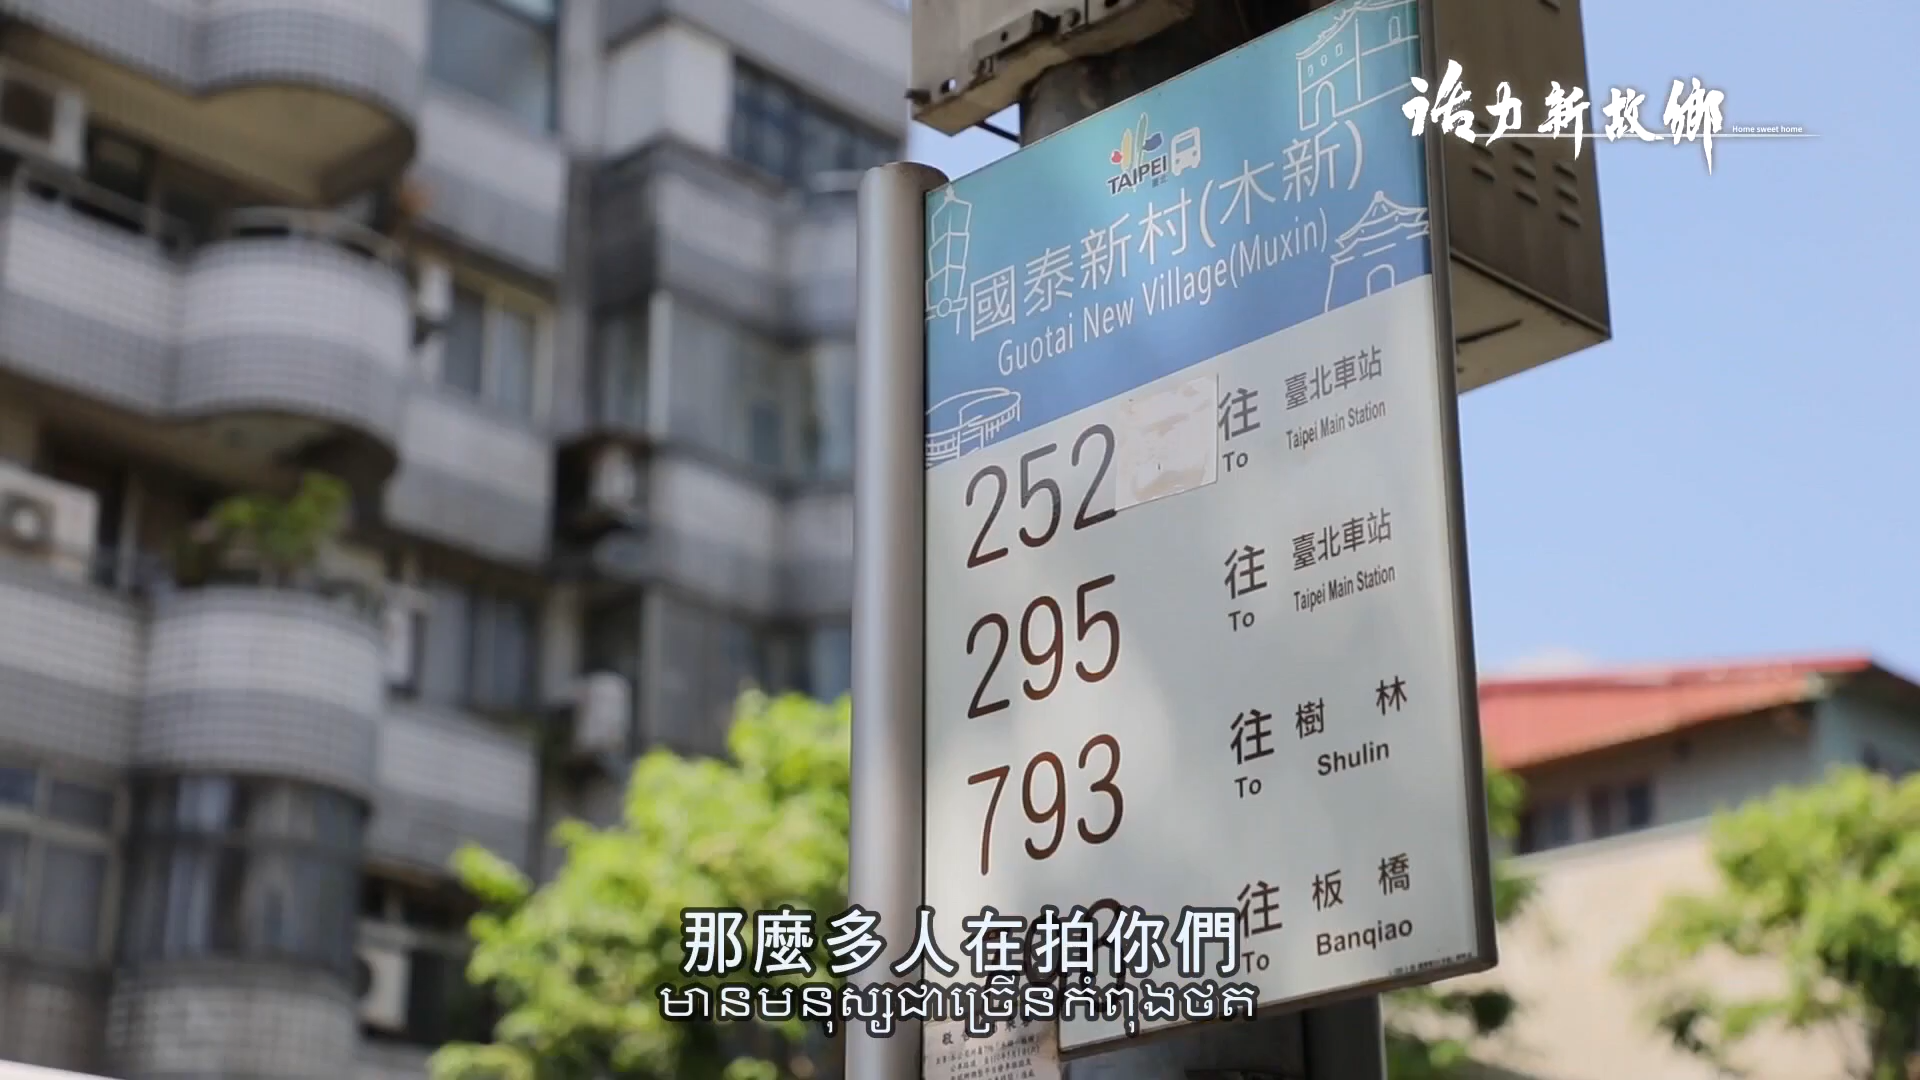 活力新故鄉
Home sweet home
TAIPEI
國泰新村(木新)
Guotai New Village(Muxin)
252 往 臺北車站
To Taipei Main Station
295 往 臺北車站
To Taipei Main Station
793 往 樹林
To Shulin
往 板橋
To Banqiao
那麼多人在拍你們
មានមនុស្សជាច្រើនកំពុងថត